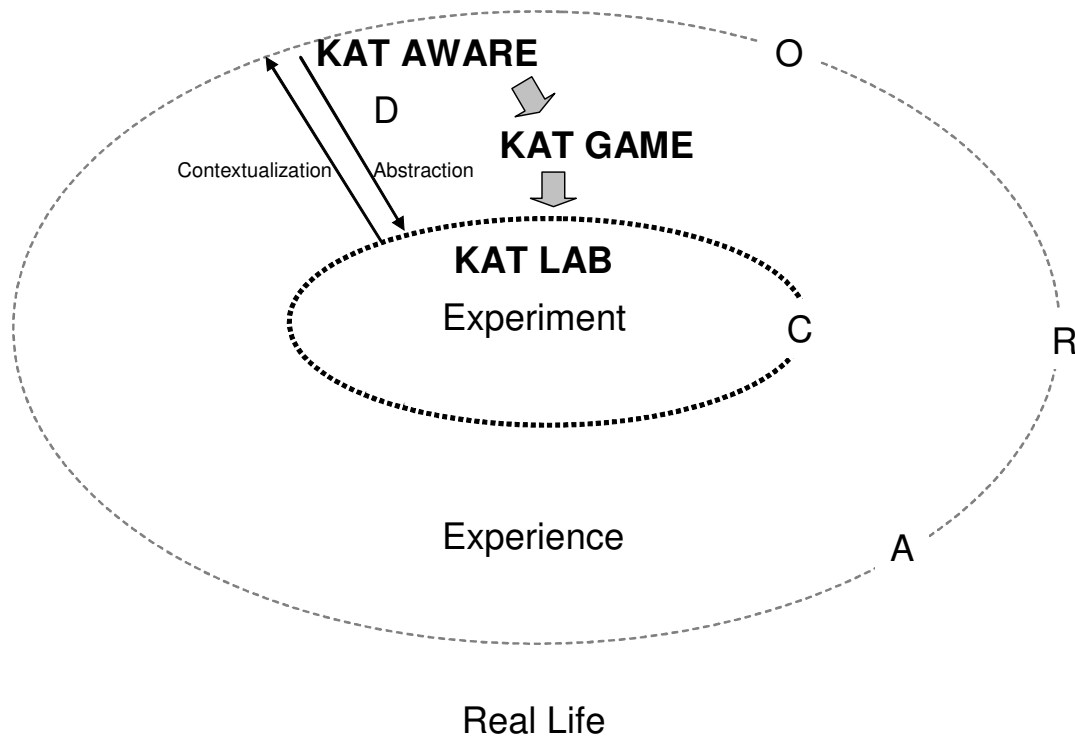 KAT AWARE
O
D
KAT GAME
Contextualization
Abstraction
KAT LAB
Experiment
C
R
Experience
A
Real Life